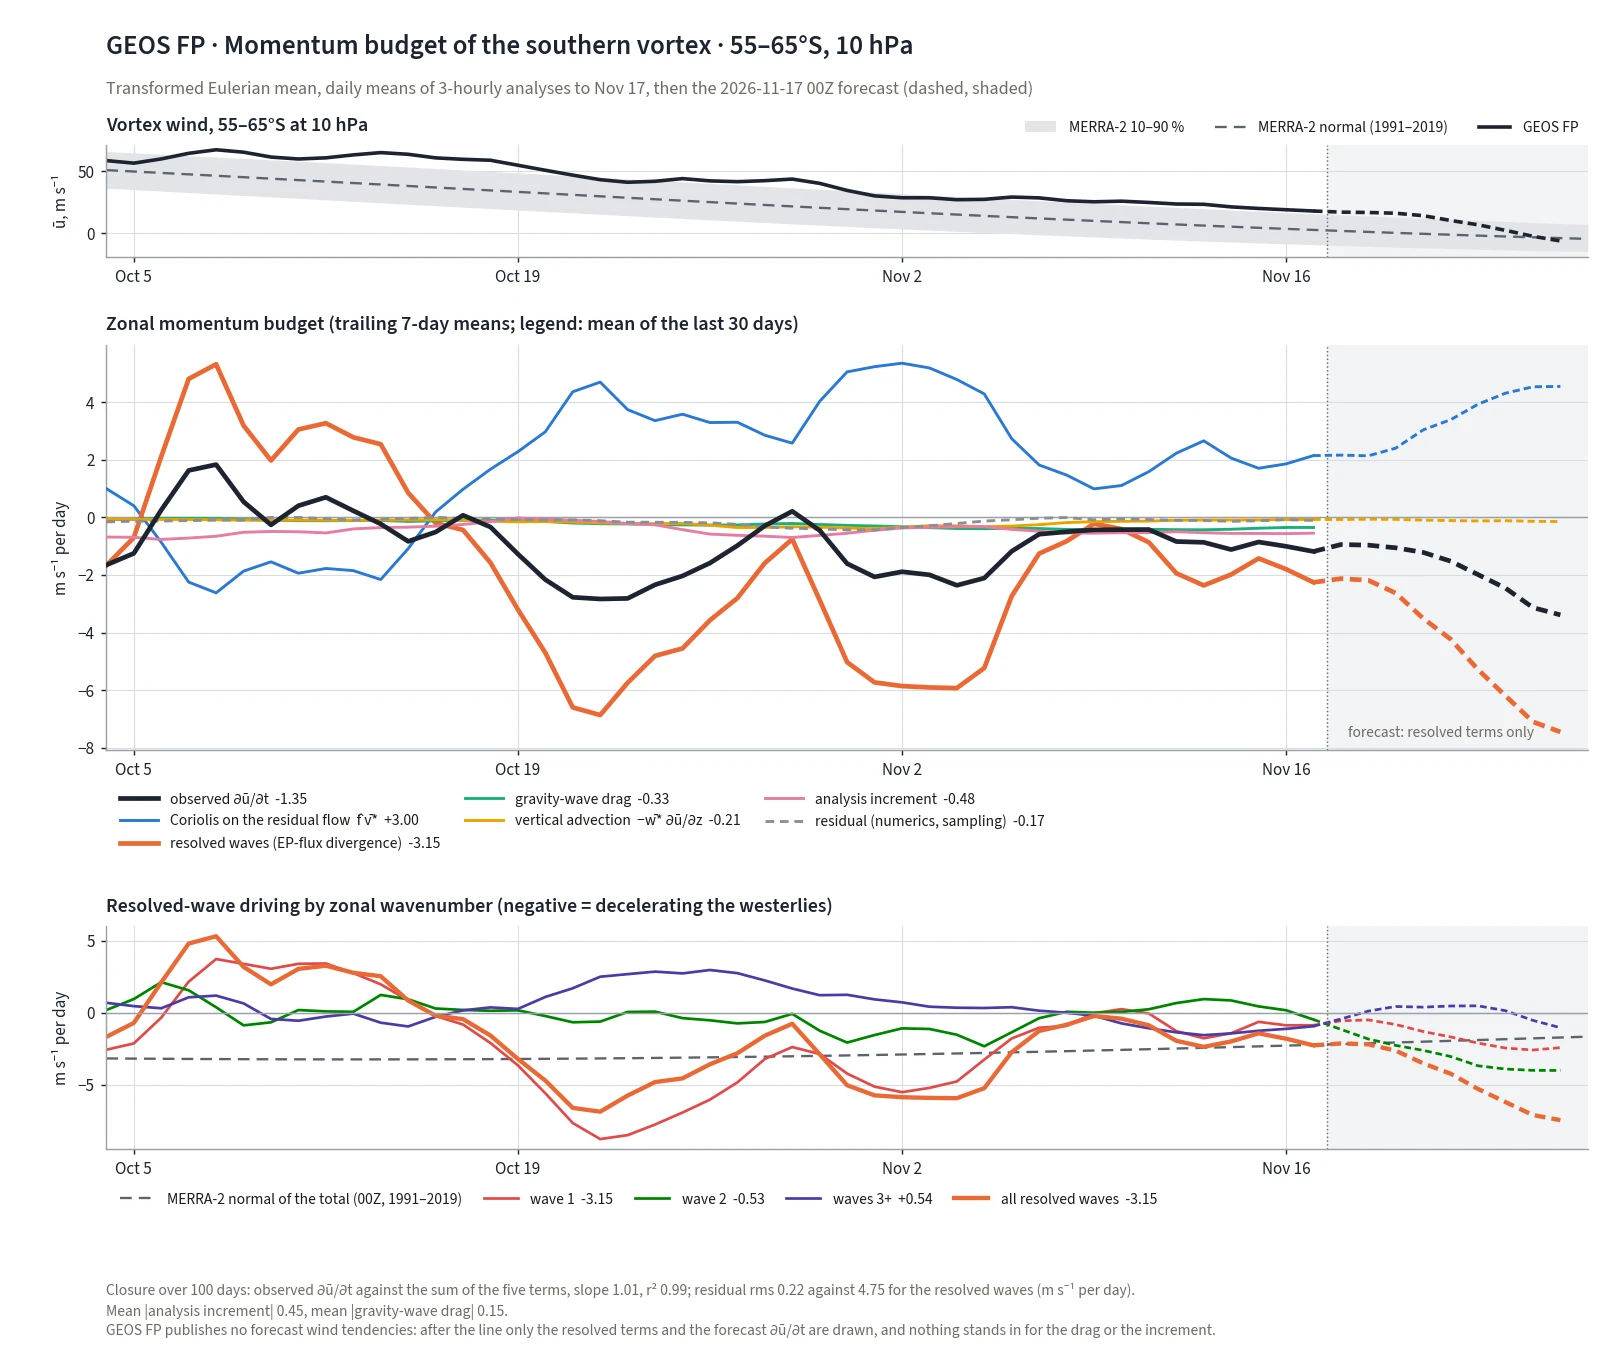 GEOS FP · Momentum budget of the southern vortex · 55–65°S, 10 hPa
Transformed Eulerian mean, daily means of 3-hourly analyses to Nov 17, then the 2026-11-17 00Z forecast (dashed, shaded)
Vortex wind, 55–65°S at 10 hPa
MERRA-2 10–90 %
MERRA-2 normal (1991–2019)
GEOS FP
ū, m s⁻¹
50
0
Oct 5
Oct 19
Nov 2
Nov 16
Zonal momentum budget (trailing 7-day means; legend: mean of the last 30 days)
m s⁻¹ per day
4
2
0
−2
−4
−6
−8
forecast: resolved terms only
Oct 5
Oct 19
Nov 2
Nov 16
observed ∂ū/∂t -1.35
Coriolis on the residual flow f v̄* +3.00
resolved waves (EP-flux divergence) -3.15
gravity-wave drag -0.33
vertical advection −w̄* ∂ū/∂z -0.21
analysis increment -0.48
residual (numerics, sampling) -0.17
Resolved-wave driving by zonal wavenumber (negative = decelerating the westerlies)
m s⁻¹ per day
5
0
−5
Oct 5
Oct 19
Nov 2
Nov 16
MERRA-2 normal of the total (00Z, 1991–2019)
wave 1 -3.15
wave 2 -0.53
waves 3+ +0.54
all resolved waves -3.15
Closure over 100 days: observed ∂ū/∂t against the sum of the five terms, slope 1.01, r² 0.99; residual rms 0.22 against 4.75 for the resolved waves (m s⁻¹ per day).
Mean |analysis increment| 0.45, mean |gravity-wave drag| 0.15.
GEOS FP publishes no forecast wind tendencies: after the line only the resolved terms and the forecast ∂ū/∂t are drawn, and nothing stands in for the drag or the increment.